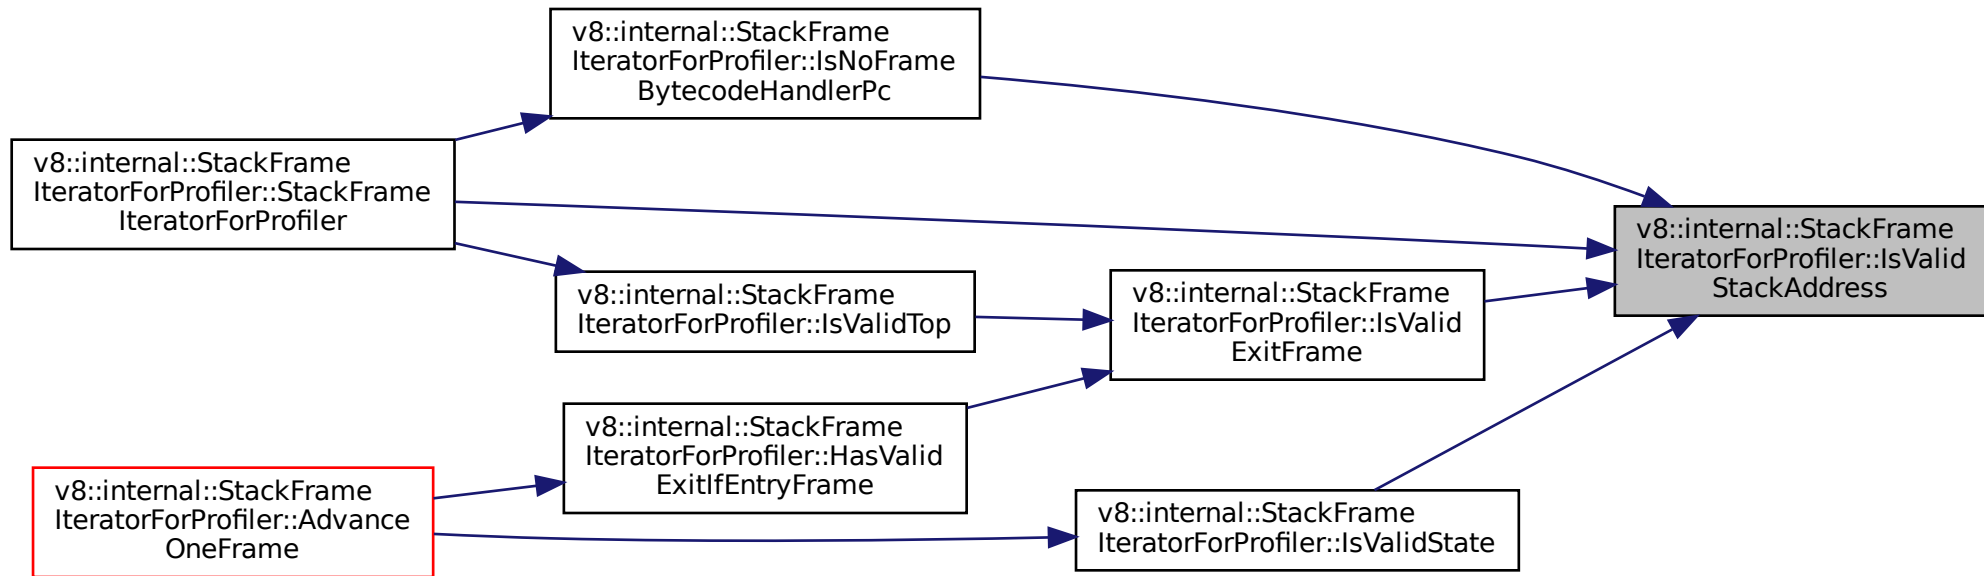 v8::internal::StackFrame
IteratorForProfiler::IsNoFrame
BytecodeHandlerPc
v8::internal::StackFrame
IteratorForProfiler::StackFrame
IteratorForProfiler
v8::internal::StackFrame
IteratorForProfiler::IsValid
StackAddress
v8::internal::StackFrame
IteratorForProfiler::IsValidTop
v8::internal::StackFrame
IteratorForProfiler::IsValid
ExitFrame
v8::internal::StackFrame
IteratorForProfiler::HasValid
ExitIfEntryFrame
v8::internal::StackFrame
IteratorForProfiler::Advance
OneFrame
v8::internal::StackFrame
IteratorForProfiler::IsValidState